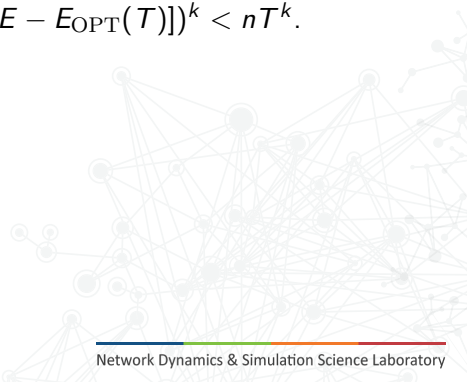 E − E_OPT(T)])^k < nT^k.
Network Dynamics & Simulation Science Laboratory